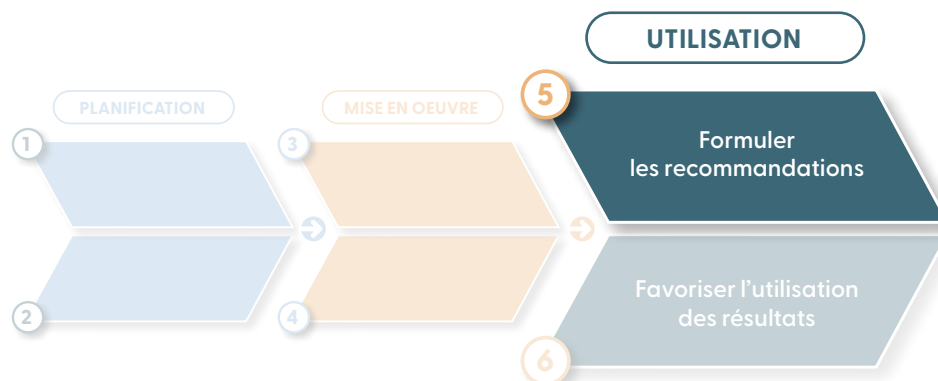 UTILISATION
PLANIFICATION
MISE EN OEUVRE
5
1
3
Formuler
les recommandations
2
4
Favoriser l’utilisation
des résultats
6